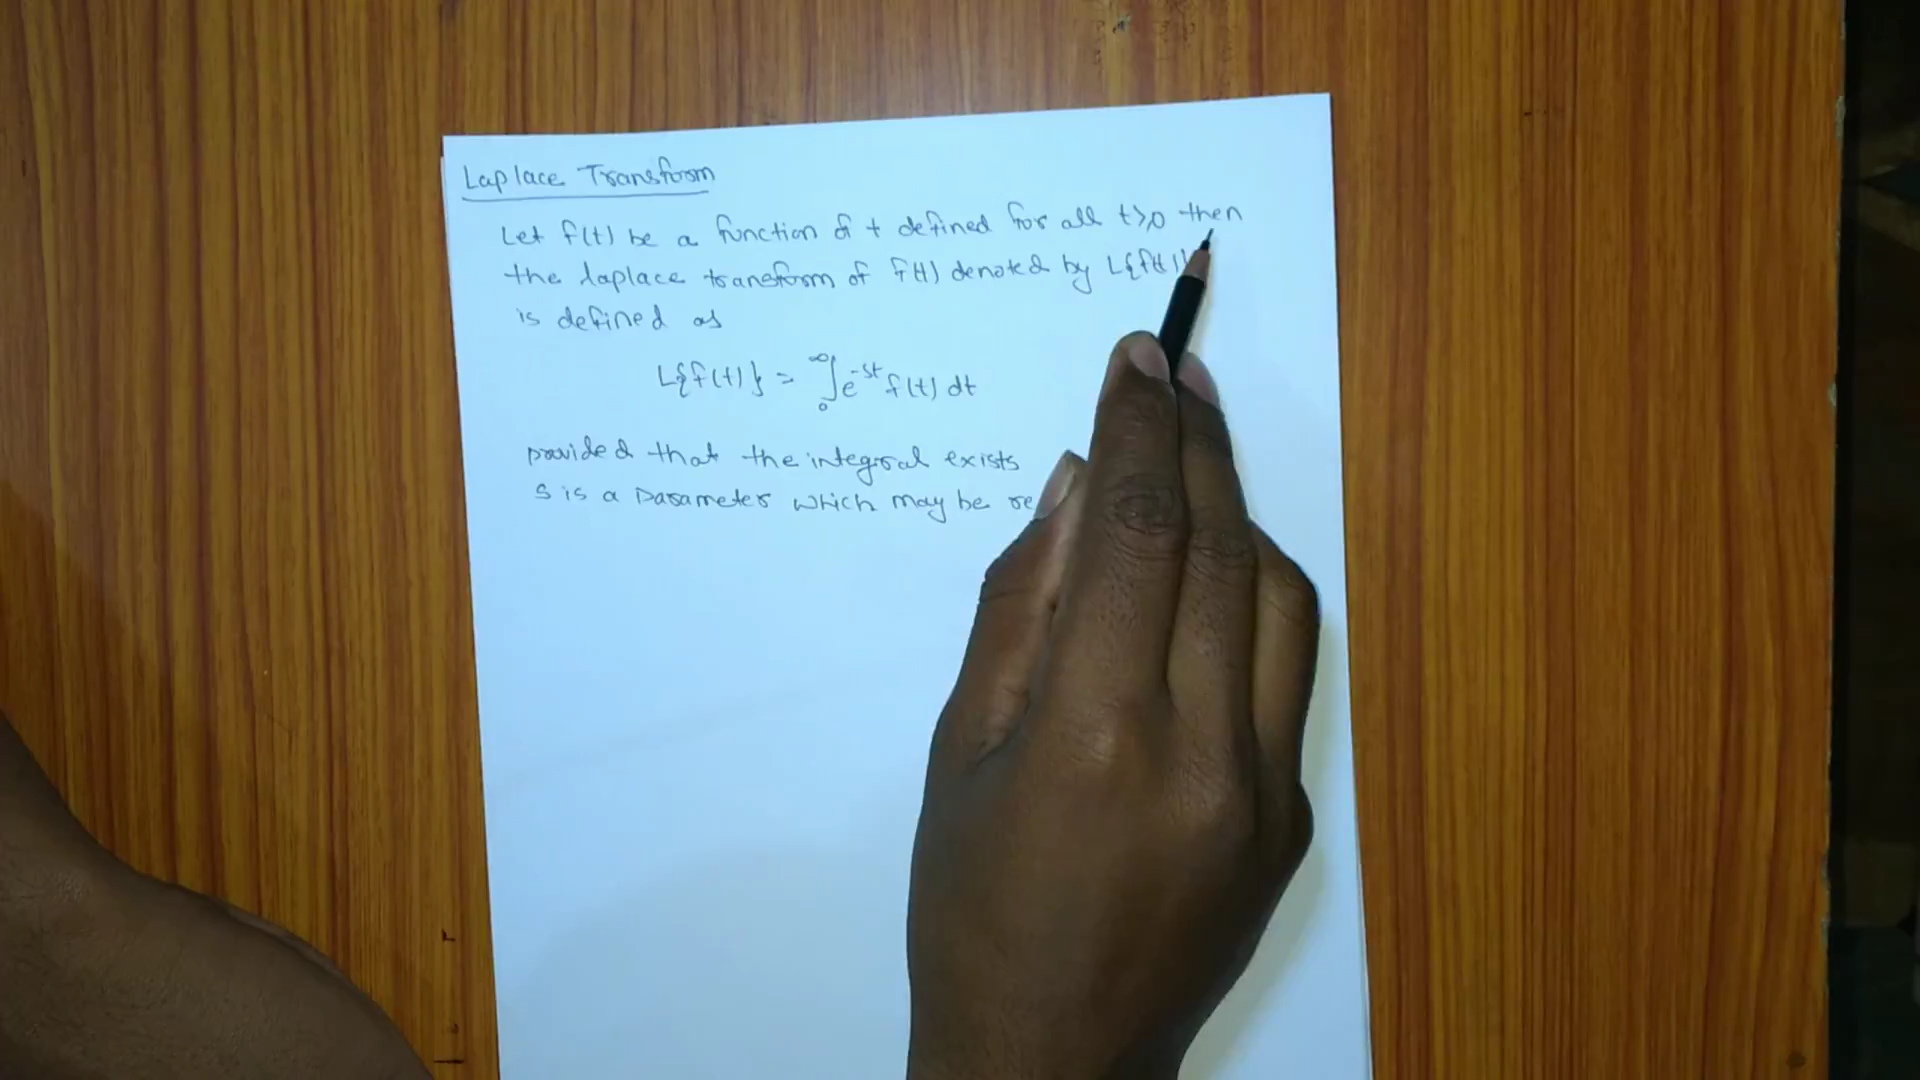 Laplace Transform
Let f(t) be a function of t defined for all t≥0 then
the laplace transform of f(t) denoted by L{f(t)}
is defined as
L{f(t)} = ∫₀^∞ e^-st f(t) dt
provided that the integral exists
s is a parameter which may be re